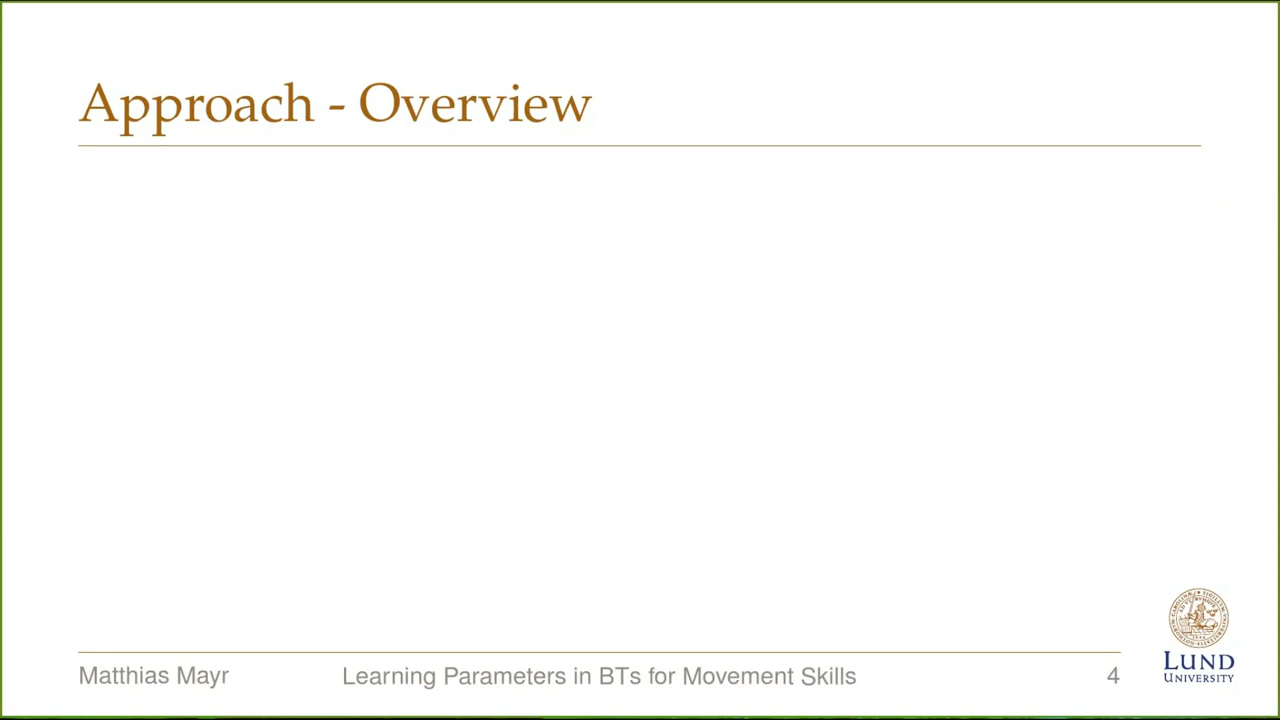 Approach - Overview
Matthias Mayr
Learning Parameters in BTs for Movement Skills
4
LUND
UNIVERSITY